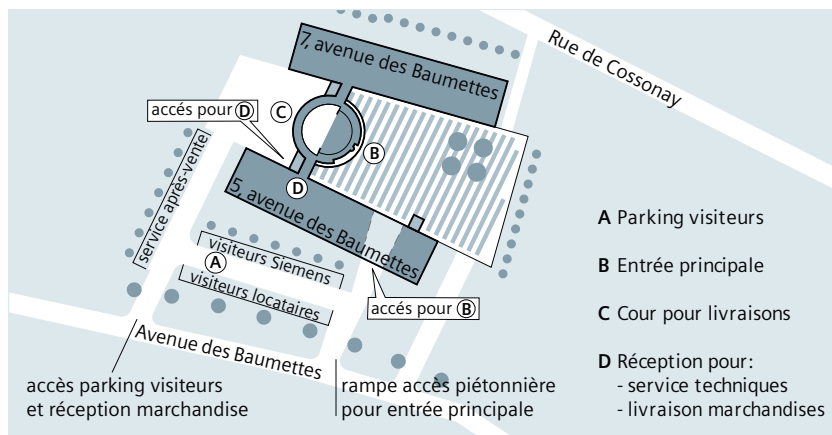 7, avenue des Baumettes
Rue de Cossonay
accés pour D
C
B
D
5, avenue des Baumettes
service après-vente
visiteurs Siemens
A
visiteurs locataires
accés pour B
Avenue des Baumettes
accès parking visiteurs
et réception marchandise
rampe accès piétonnière
pour entrée principale
A Parking visiteurs
B Entrée principale
C Cour pour livraisons
D Réception pour:
- service techniques
- livraison marchandises